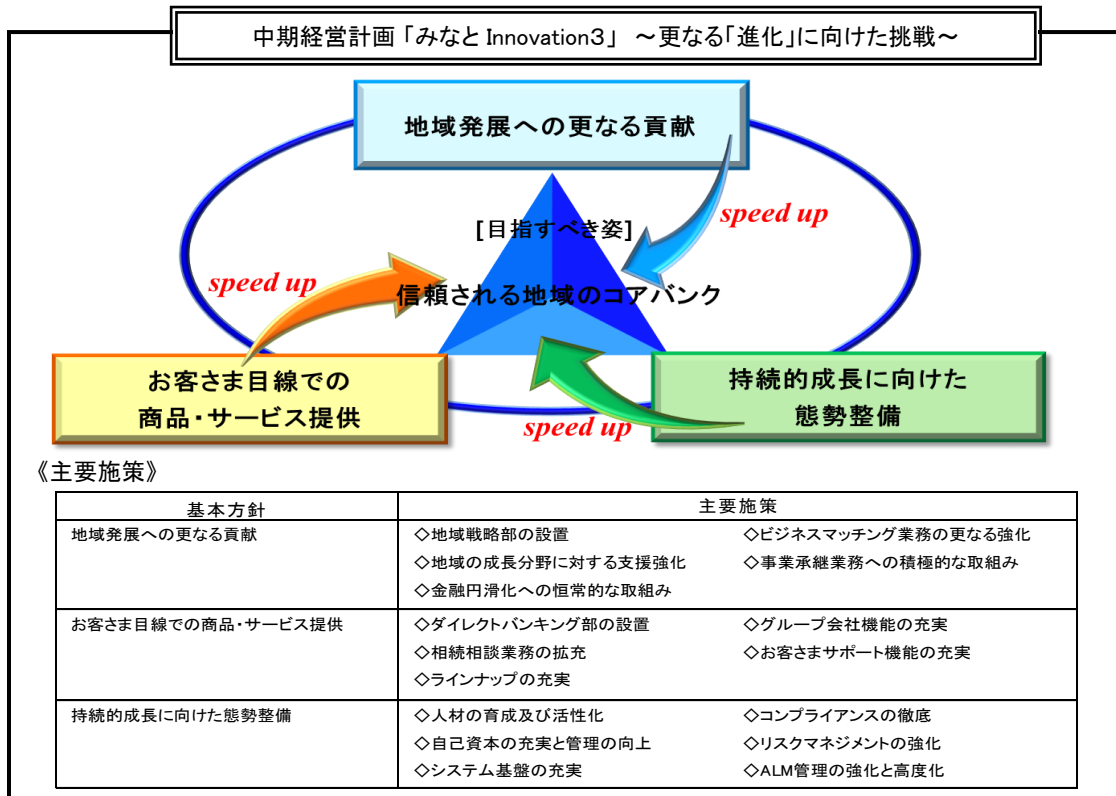 中期経営計画「みなと Innovation3」 ～更なる「進化」に向けた挑戦～
地域発展への更なる貢献
speed up
[目指すべき姿]
speed up
信頼される地域のコアバンク
お客さま目線での
商品・サービス提供
持続的成長に向けた
態勢整備
speed up
《主要施策》
基本方針 主要施策
地域発展への更なる貢献 ◇地域戦略部の設置 ◇ビジネスマッチング業務の更なる強化
◇地域の成長分野に対する支援強化 ◇事業承継業務への積極的な取組み
◇金融円滑化への恒常的な取組み
お客さま目線での商品・サービス提供 ◇ダイレクトバンキング部の設置 ◇グループ会社機能の充実
◇相続相談業務の拡充 ◇お客さまサポート機能の充実
◇ラインナップの充実
持続的成長に向けた態勢整備 ◇人材の育成及び活性化 ◇コンプライアンスの徹底
◇自己資本の充実と管理の向上 ◇リスクマネジメントの強化
◇システム基盤の充実 ◇ALM管理の強化と高度化